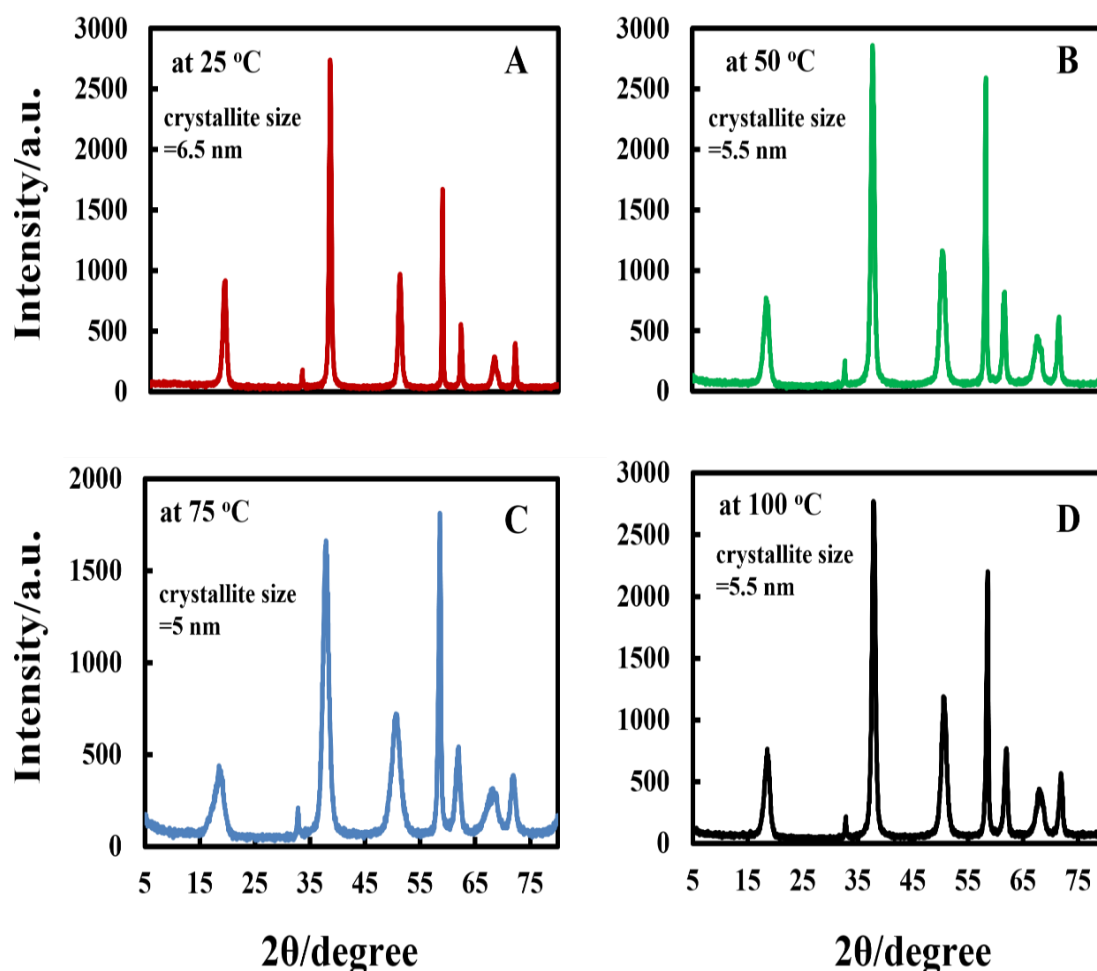 3000
2500
2000
1500
1000
500
0
at 25 °C
A
crystallite size
=6.5 nm
Intensity/a.u.
3000
2500
2000
1500
1000
500
0
at 50 °C
B
crystallite size
=5.5 nm
2000
1500
1000
500
0
at 75 °C
C
crystallite size
=5 nm
Intensity/a.u.
5 15 25 35 45 55 65 75
2θ/degree
3000
2500
2000
1500
1000
500
0
at 100 °C
D
crystallite size
=5.5 nm
5 15 25 35 45 55 65 75
2θ/degree